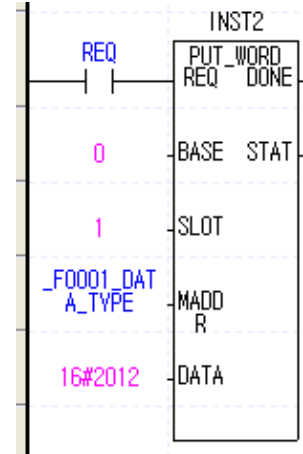 INST2
REQ
PUT_WORD
REQ DONE
0
BASE STAT
1
SLOT
_F0001_DAT
A_TYPE
MADD
R
16#2012
DATA